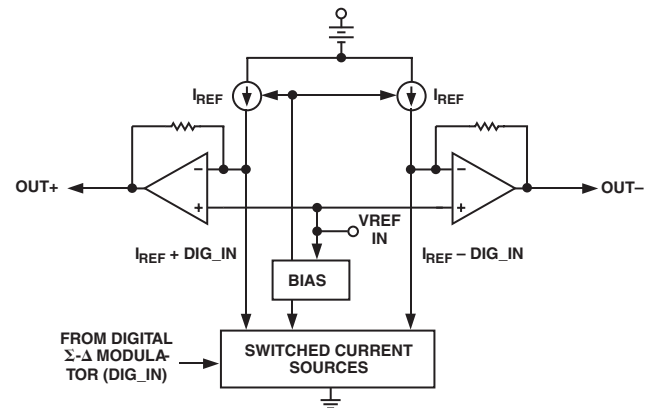 IREF
IREF
OUT+
OUT–
–
–
+
+
VREF
IN
IREF + DIG_IN
IREF – DIG_IN
BIAS
FROM DIGITAL
Σ-Δ MODULA-
TOR (DIG_IN)
SWITCHED CURRENT
SOURCES